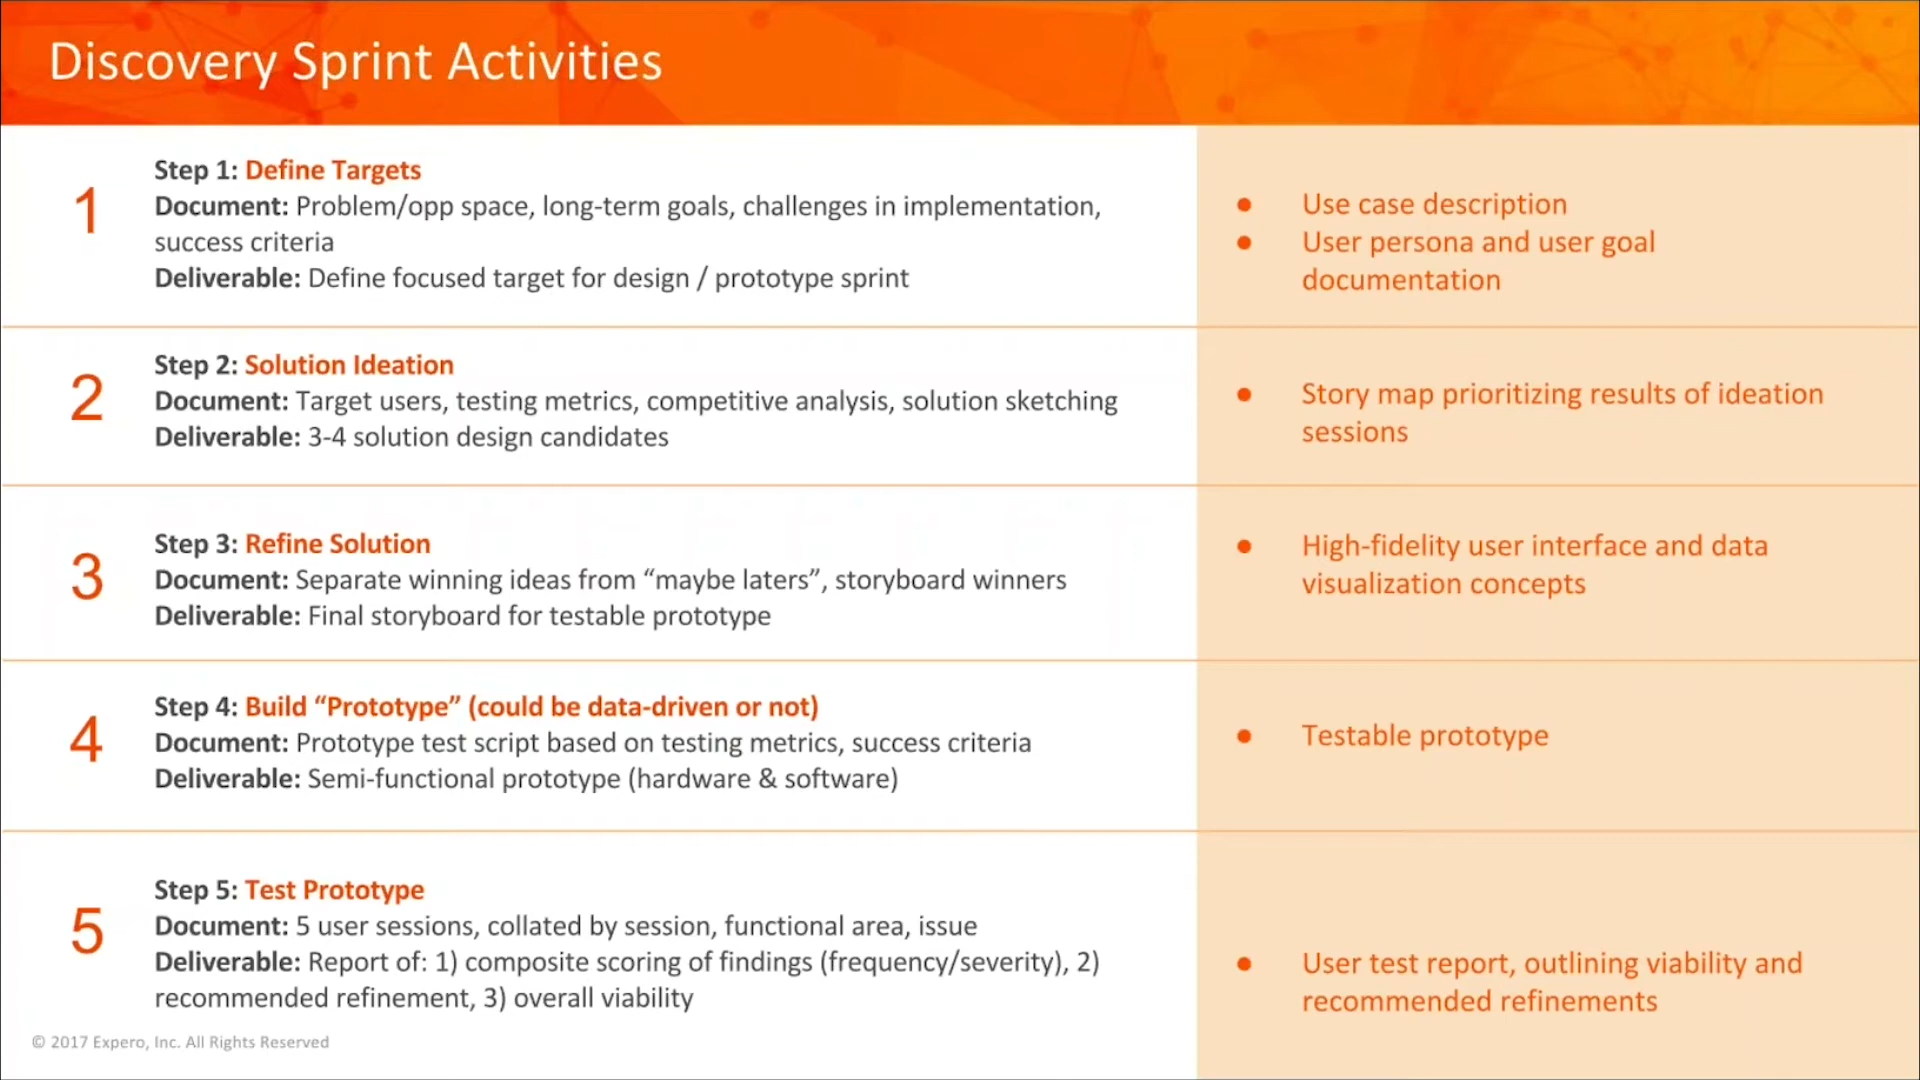 Discovery Sprint Activities
1
Step 1: Define Targets
Document: Problem/opp space, long-term goals, challenges in implementation,
success criteria
Deliverable: Define focused target for design / prototype sprint
● Use case description
● User persona and user goal
documentation
2
Step 2: Solution Ideation
Document: Target users, testing metrics, competitive analysis, solution sketching
Deliverable: 3-4 solution design candidates
● Story map prioritizing results of ideation
sessions
3
Step 3: Refine Solution
Document: Separate winning ideas from “maybe laters”, storyboard winners
Deliverable: Final storyboard for testable prototype
● High-fidelity user interface and data
visualization concepts
4
Step 4: Build “Prototype” (could be data-driven or not)
Document: Prototype test script based on testing metrics, success criteria
Deliverable: Semi-functional prototype (hardware & software)
● Testable prototype
5
Step 5: Test Prototype
Document: 5 user sessions, collated by session, functional area, issue
Deliverable: Report of: 1) composite scoring of findings (frequency/severity), 2)
recommended refinement, 3) overall viability
● User test report, outlining viability and
recommended refinements
© 2017 Expero, Inc. All Rights Reserved